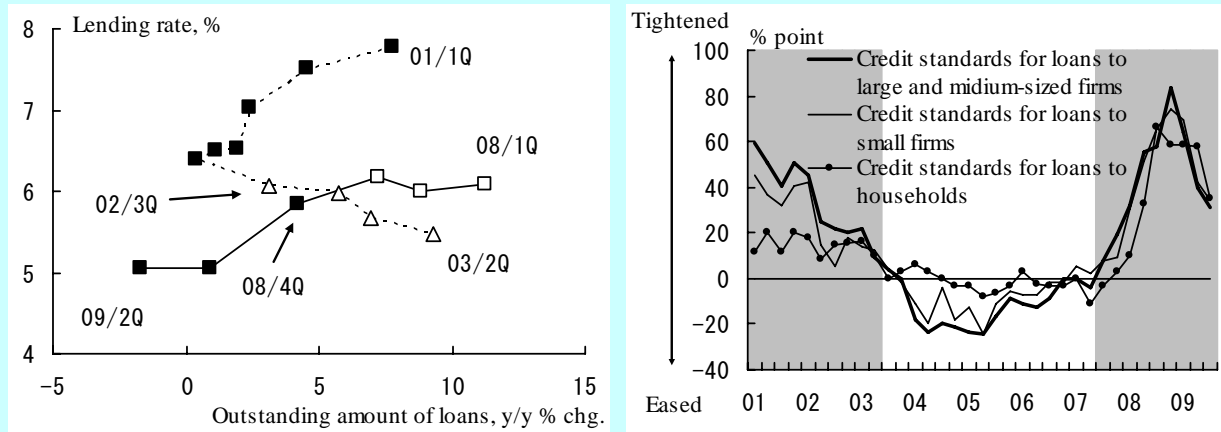 Lending rate, %
8
7
6
5
4
01/1Q
08/1Q
02/3Q
03/2Q
08/4Q
09/2Q
-5 0 5 10 15
Outstanding amount of loans, y/y % chg.
Tightened
% point
100
80
60
40
20
0
-20
-40
Credit standards for loans to
large and midium-sized firms
Credit standards for loans to
small firms
Credit standards for loans to
households
Eased
01 02 03 04 05 06 07 08 09